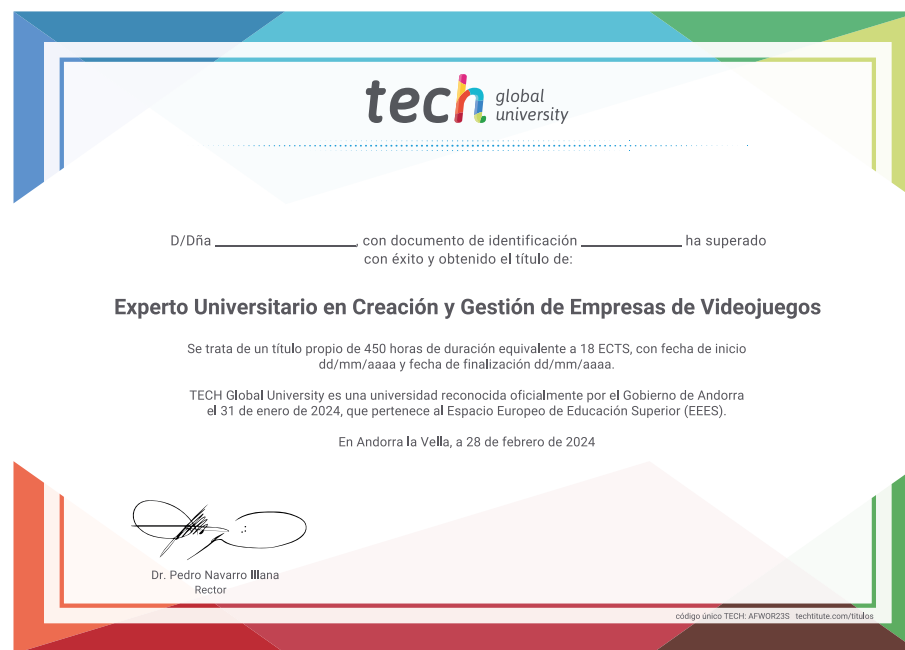 tech global
university
D/Dña ______________, con documento de identificación ______________ ha superado
con éxito y obtenido el título de:
Experto Universitario en Creación y Gestión de Empresas de Videojuegos
Se trata de un título propio de 450 horas de duración equivalente a 18 ECTS, con fecha de inicio
dd/mm/aaaa y fecha de finalización dd/mm/aaaa.
TECH Global University es una universidad reconocida oficialmente por el Gobierno de Andorra
el 31 de enero de 2024, que pertenece al Espacio Europeo de Educación Superior (EEES).
En Andorra la Vella, a 28 de febrero de 2024
Dr. Pedro Navarro Illana
Rector
código único TECH: AFWOR23S techtitute.com/titulos